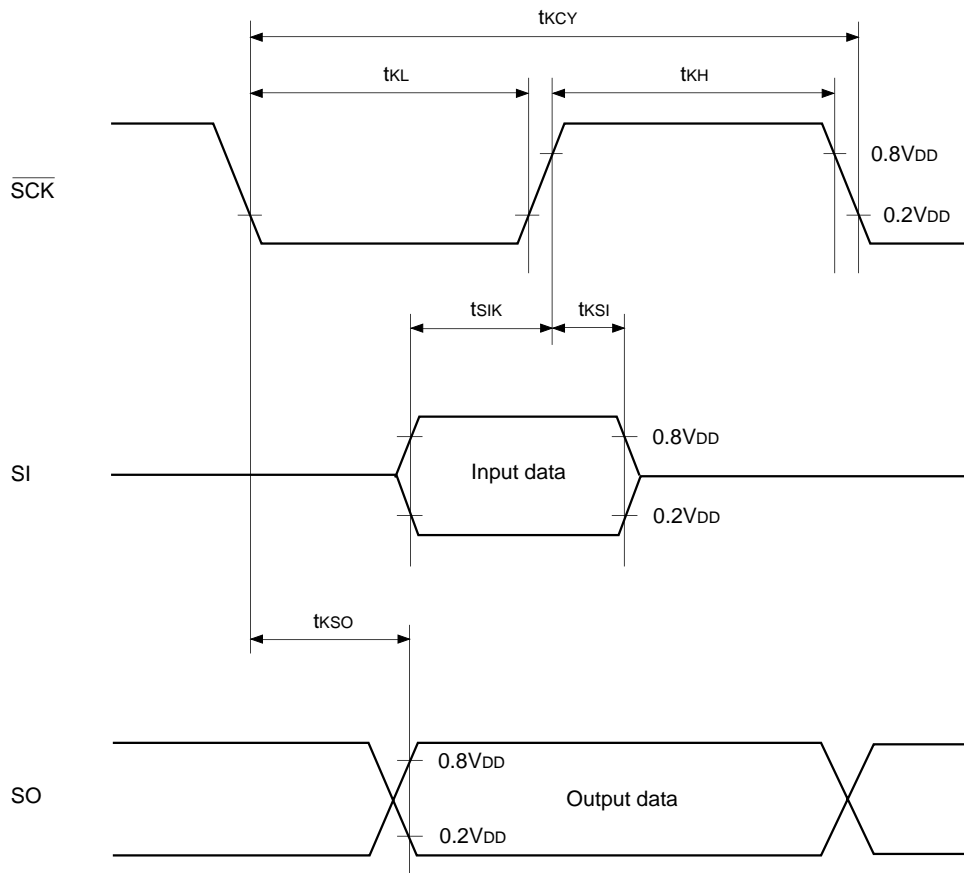 tKCY
tKL
tKH
SCK
0.8VDD
0.2VDD
tSIK
tKSI
SI
Input data
0.8VDD
0.2VDD
tKSO
SO
0.8VDD
Output data
0.2VDD